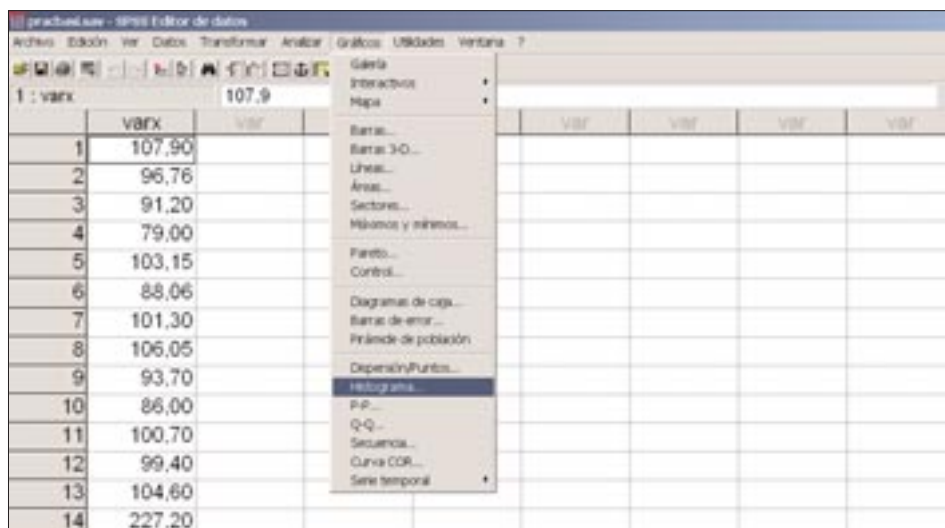 pracbasi.sav - SPSS Editor de datos
Archivo Edición Ver Datos Transformar Analizar Gráficos Utilidades Ventana ?
1 : varx 107,9
varx var var var var var
1 107,90
2 96,76
3 91,20
4 79,00
5 103,15
6 88,06
7 101,30
8 106,05
9 93,70
10 86,00
11 100,70
12 99,40
13 104,60
14 227,20
Galería
Interactivos
Mapa
Barras...
Barras 3-D...
Líneas...
Áreas...
Sectores...
Máximos y mínimos...
Pareto...
Control...
Diagramas de caja...
Barras de error...
Pirámide de población
Dispersión/Puntos...
Histograma...
P-P...
Q-Q...
Secuencia...
Curva COR...
Serie temporal